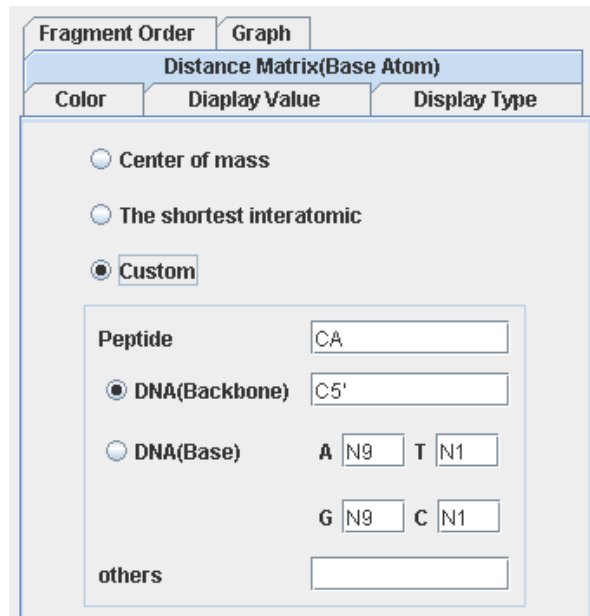 Fragment Order Graph
Distance Matrix(Base Atom)
Color Diaplay Value Display Type
Center of mass
The shortest interatomic
Custom
Peptide CA
DNA(Backbone) C5'
DNA(Base) A N9 T N1
G N9 C N1
others